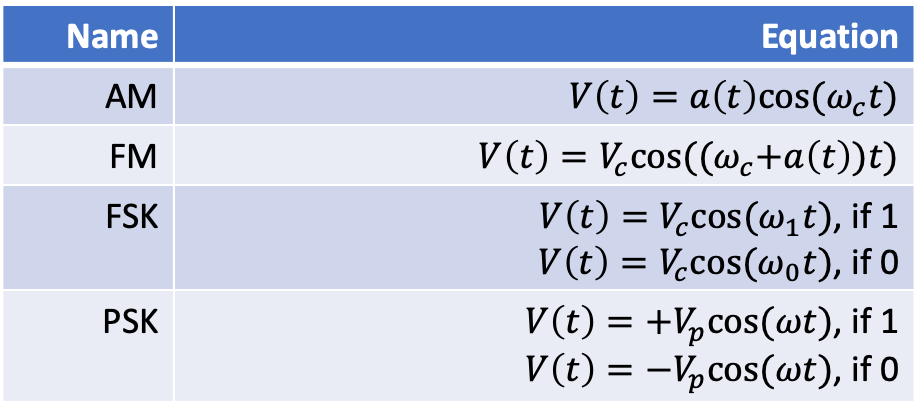 Name Equation
AM V(t) = a(t)cos(ω_c t)
FM V(t) = V_c cos((ω_c+a(t))t)
FSK V(t) = V_c cos(ω_1 t), if 1
V(t) = V_c cos(ω_0 t), if 0
PSK V(t) = +V_p cos(ωt), if 1
V(t) = −V_p cos(ωt), if 0